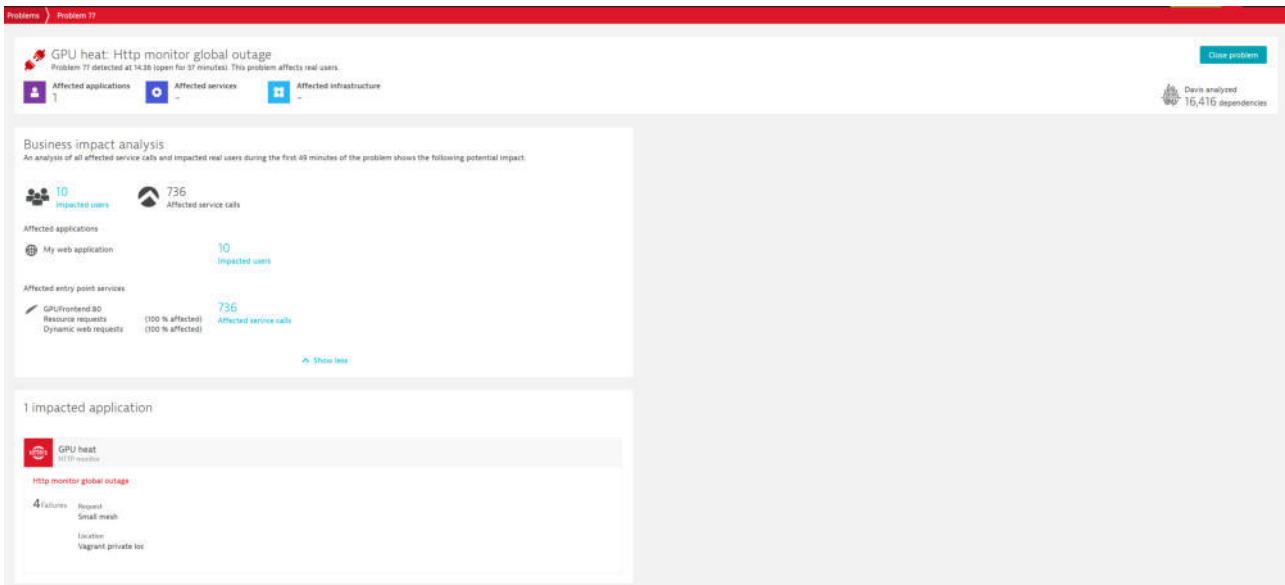 Problems
Problem 77
GPU heat: Http monitor global outage
Problem 77 detected at 14:36 (open for 57 minutes). This problem affects real users.
Close problem
Affected applications
1
Affected services
-
Affected infrastructure
-
Davis analyzed
16,416 dependencies
Business impact analysis
An analysis of all affected service calls and impacted real users during the first 49 minutes of the problem shows the following potential impact.
10
Impacted users
736
Affected service calls
Affected applications
My web application
10
Impacted users
Affected entry point services
GPUFrontend:80
Resource requests (100 % affected)
Dynamic web requests (100 % affected)
736
Affected service calls
Show less
1 impacted application
GPU heat
HTTP monitor
Http monitor global outage
4 Failures
Request
Small mesh
Location
Vagrant private loc